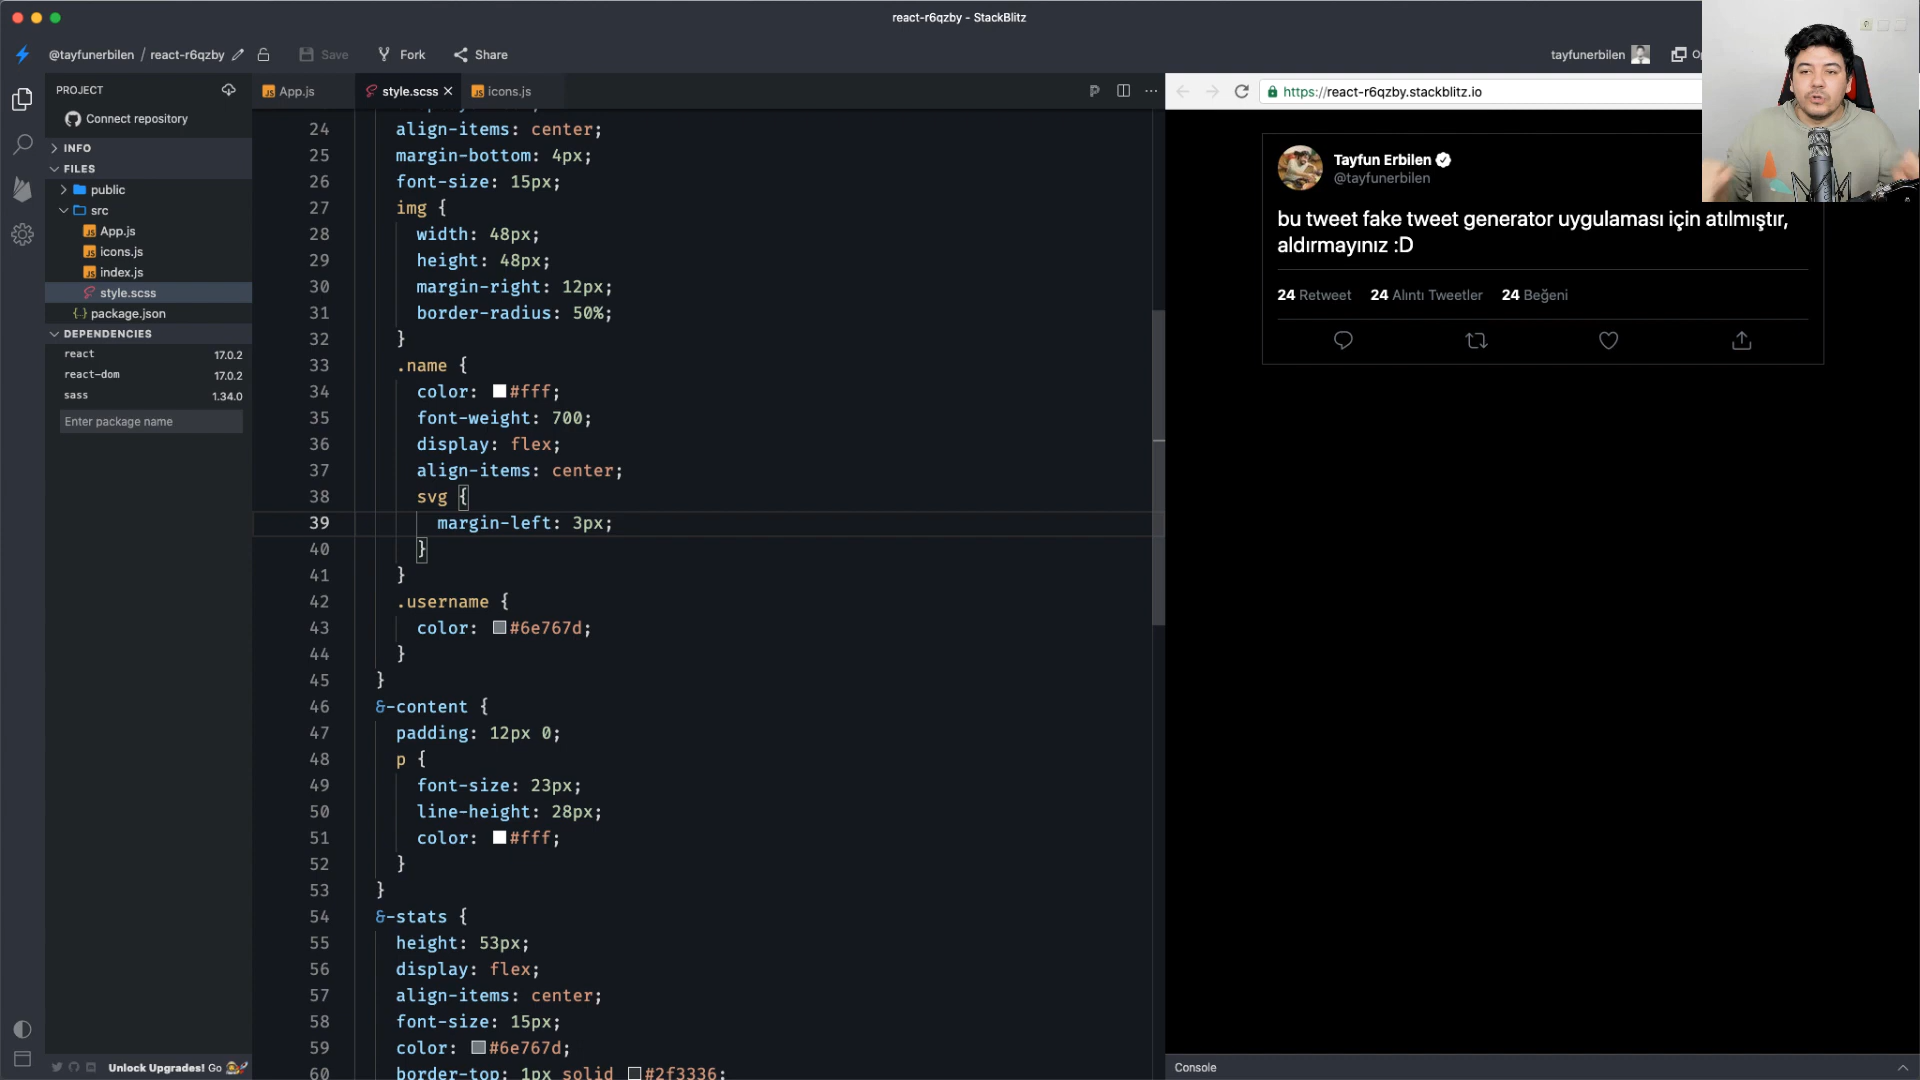 react-r6qzby - StackBlitz
@tayfunerbilen / react-r6qzby
Save
Fork
Share
tayfunerbilen
PROJECT
Connect repository
INFO
FILES
public
src
App.js
icons.js
index.js
style.scss
package.json
DEPENDENCIES
react 17.0.2
react-dom 17.0.2
sass 1.34.0
Enter package name
Unlock Upgrades! Go
App.js
style.scss
icons.js
24 align-items: center;
25 margin-bottom: 4px;
26 font-size: 15px;
27 img {
28 width: 48px;
29 height: 48px;
30 margin-right: 12px;
31 border-radius: 50%;
32 }
33 .name {
34 color: #fff;
35 font-weight: 700;
36 display: flex;
37 align-items: center;
38 svg {
39 margin-left: 3px;
40 }
41 }
42 .username {
43 color: #6e767d;
44 }
45 }
46 &-content {
47 padding: 12px 0;
48 p {
49 font-size: 23px;
50 line-height: 28px;
51 color: #fff;
52 }
53 }
54 &-stats {
55 height: 53px;
56 display: flex;
57 align-items: center;
58 font-size: 15px;
59 color: #6e767d;
60 border-top: 1px solid #2f3336;
https://react-r6qzby.stackblitz.io
Tayfun Erbilen
@tayfunerbilen
bu tweet fake tweet generator uygulaması için atılmıştır,
aldırmayınız :D
24 Retweet 24 Alıntı Tweetler 24 Beğeni
Console